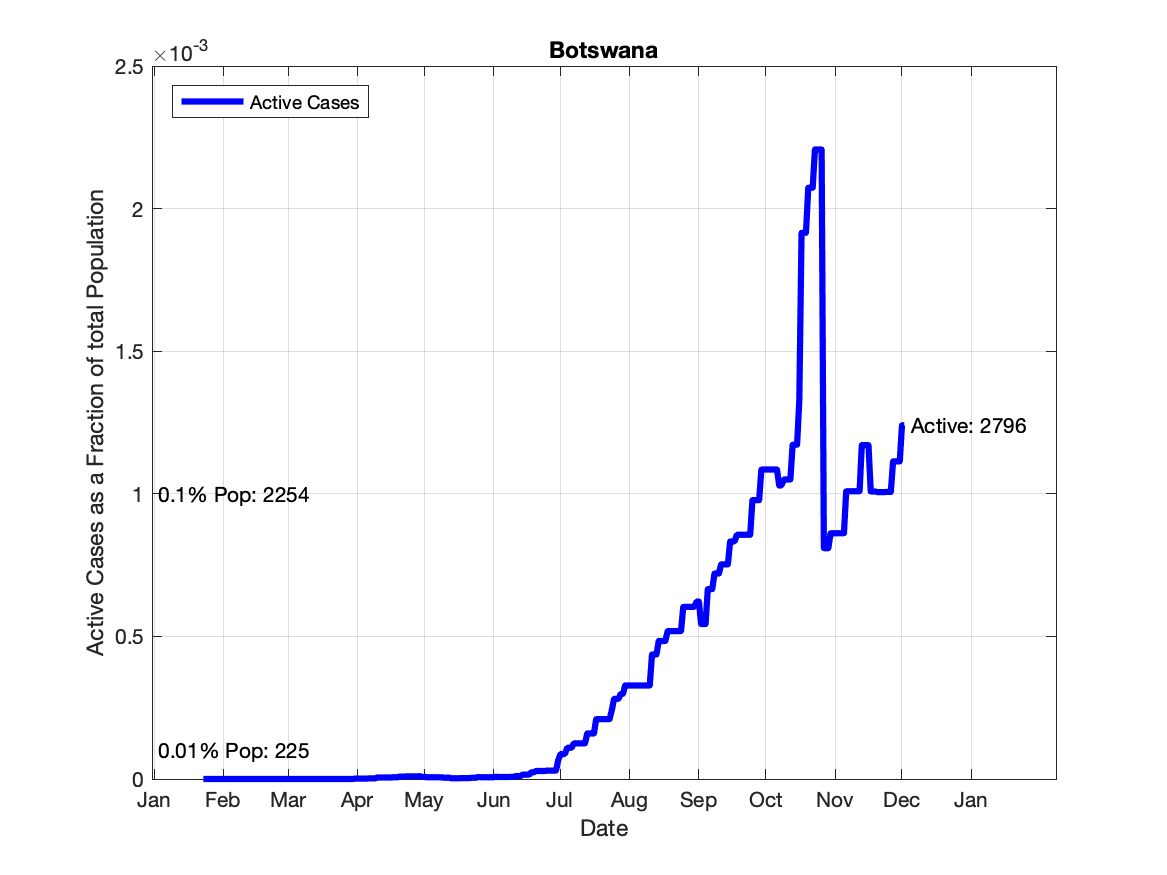 Botswana
×10-3
2.5
2
1.5
1
0.5
0
Active Cases
Active Cases as a Fraction of total Population
0.1% Pop: 2254
0.01% Pop: 225
Active: 2796
Jan Feb Mar Apr May Jun Jul Aug Sep Oct Nov Dec Jan
Date